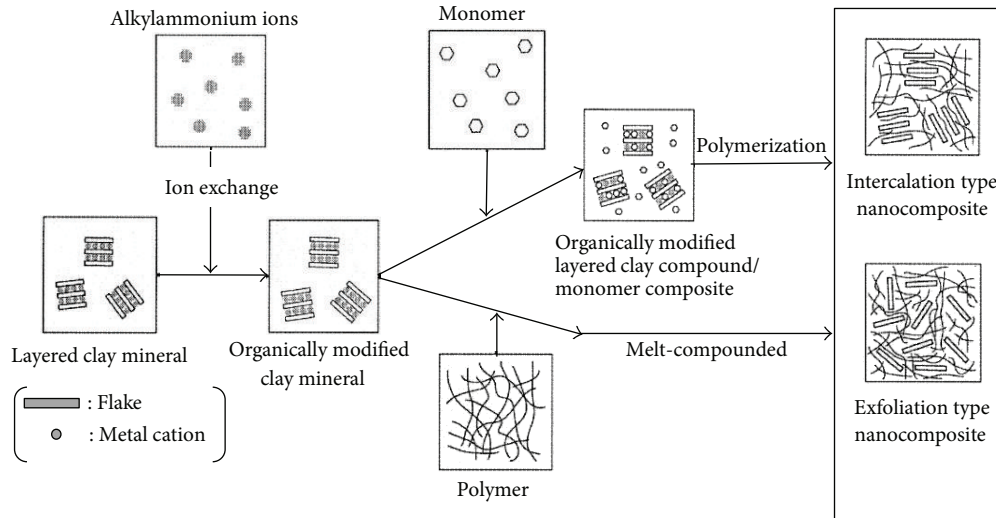 Alkylammonium ions
Monomer
Ion exchange
Polymerization
Intercalation type
nanocomposite
Organically modified
layered clay compound/
monomer composite
Layered clay mineral
Organically modified
clay mineral
Melt-compounded
: Flake
: Metal cation
Polymer
Exfoliation type
nanocomposite